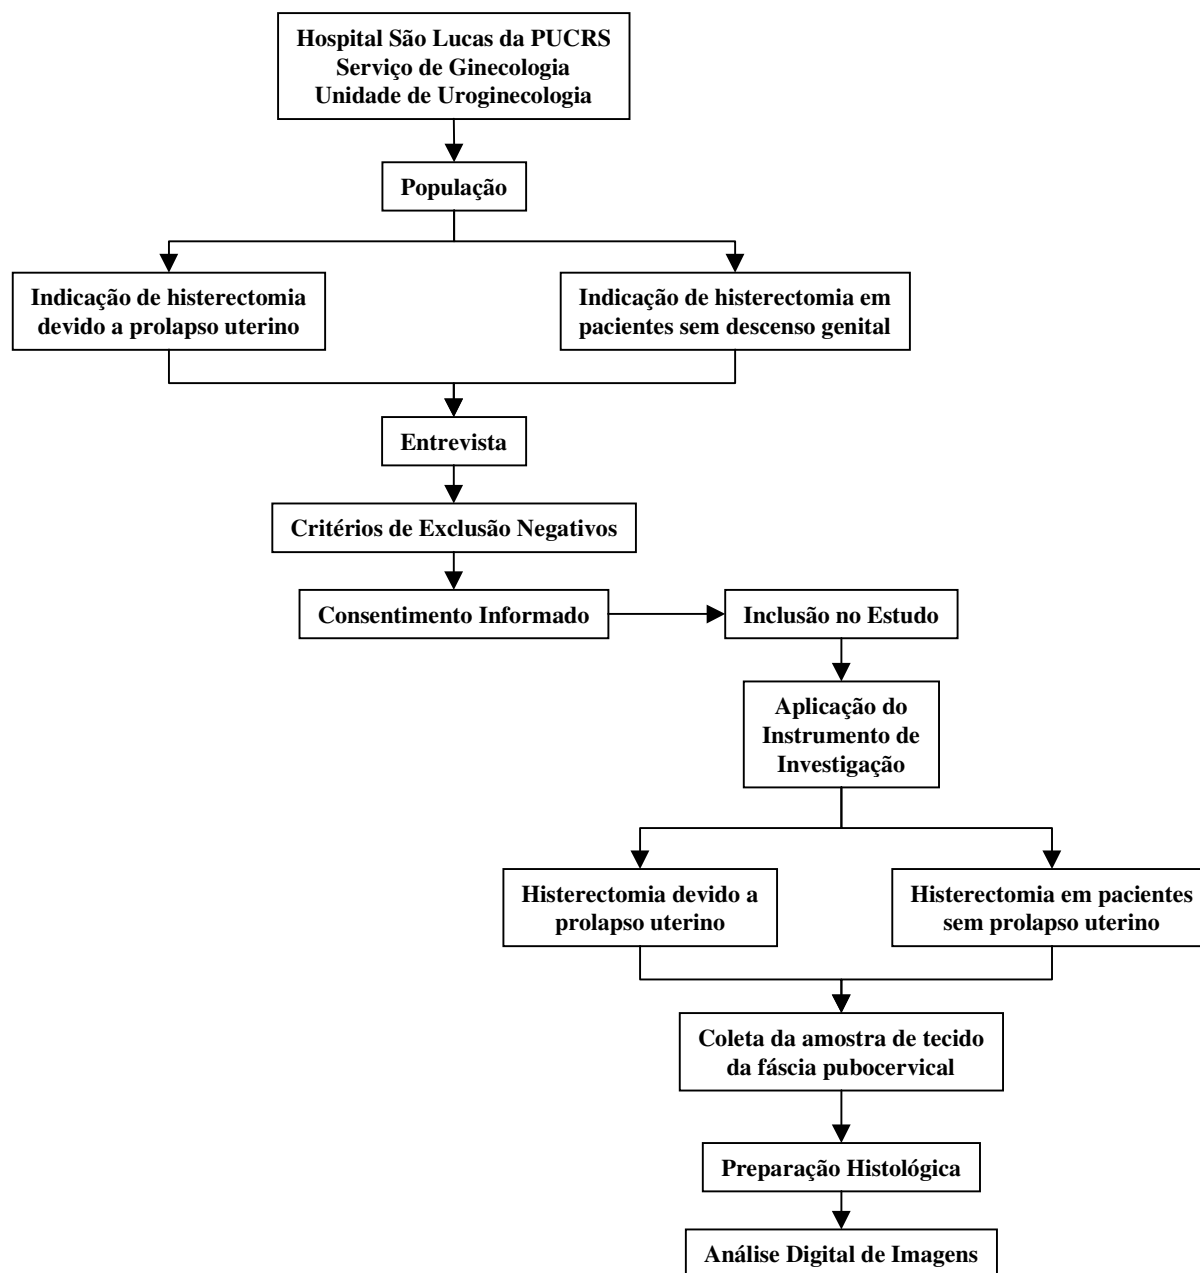 Hospital São Lucas da PUCRS
Serviço de Ginecologia
Unidade de Uroginecologia
População
Indicação de histerectomia
devido a prolapso uterino
Indicação de histerectomia em
pacientes sem descenso genital
Entrevista
Critérios de Exclusão Negativos
Consentimento Informado
Inclusão no Estudo
Aplicação do
Instrumento de
Investigação
Histerectomia devido a
prolapso uterino
Histerectomia em pacientes
sem prolapso uterino
Coleta da amostra de tecido
da fáscia pubocervical
Preparação Histológica
Análise Digital de Imagens